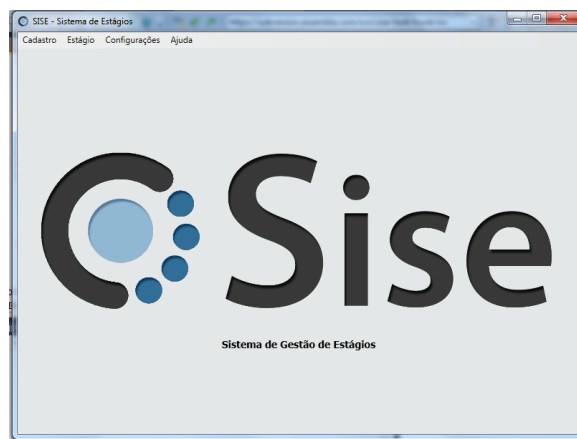 SISE - Sistema de Estágios
Cadastro Estágio Configurações Ajuda
Sise
Sistema de Gestão de Estágios